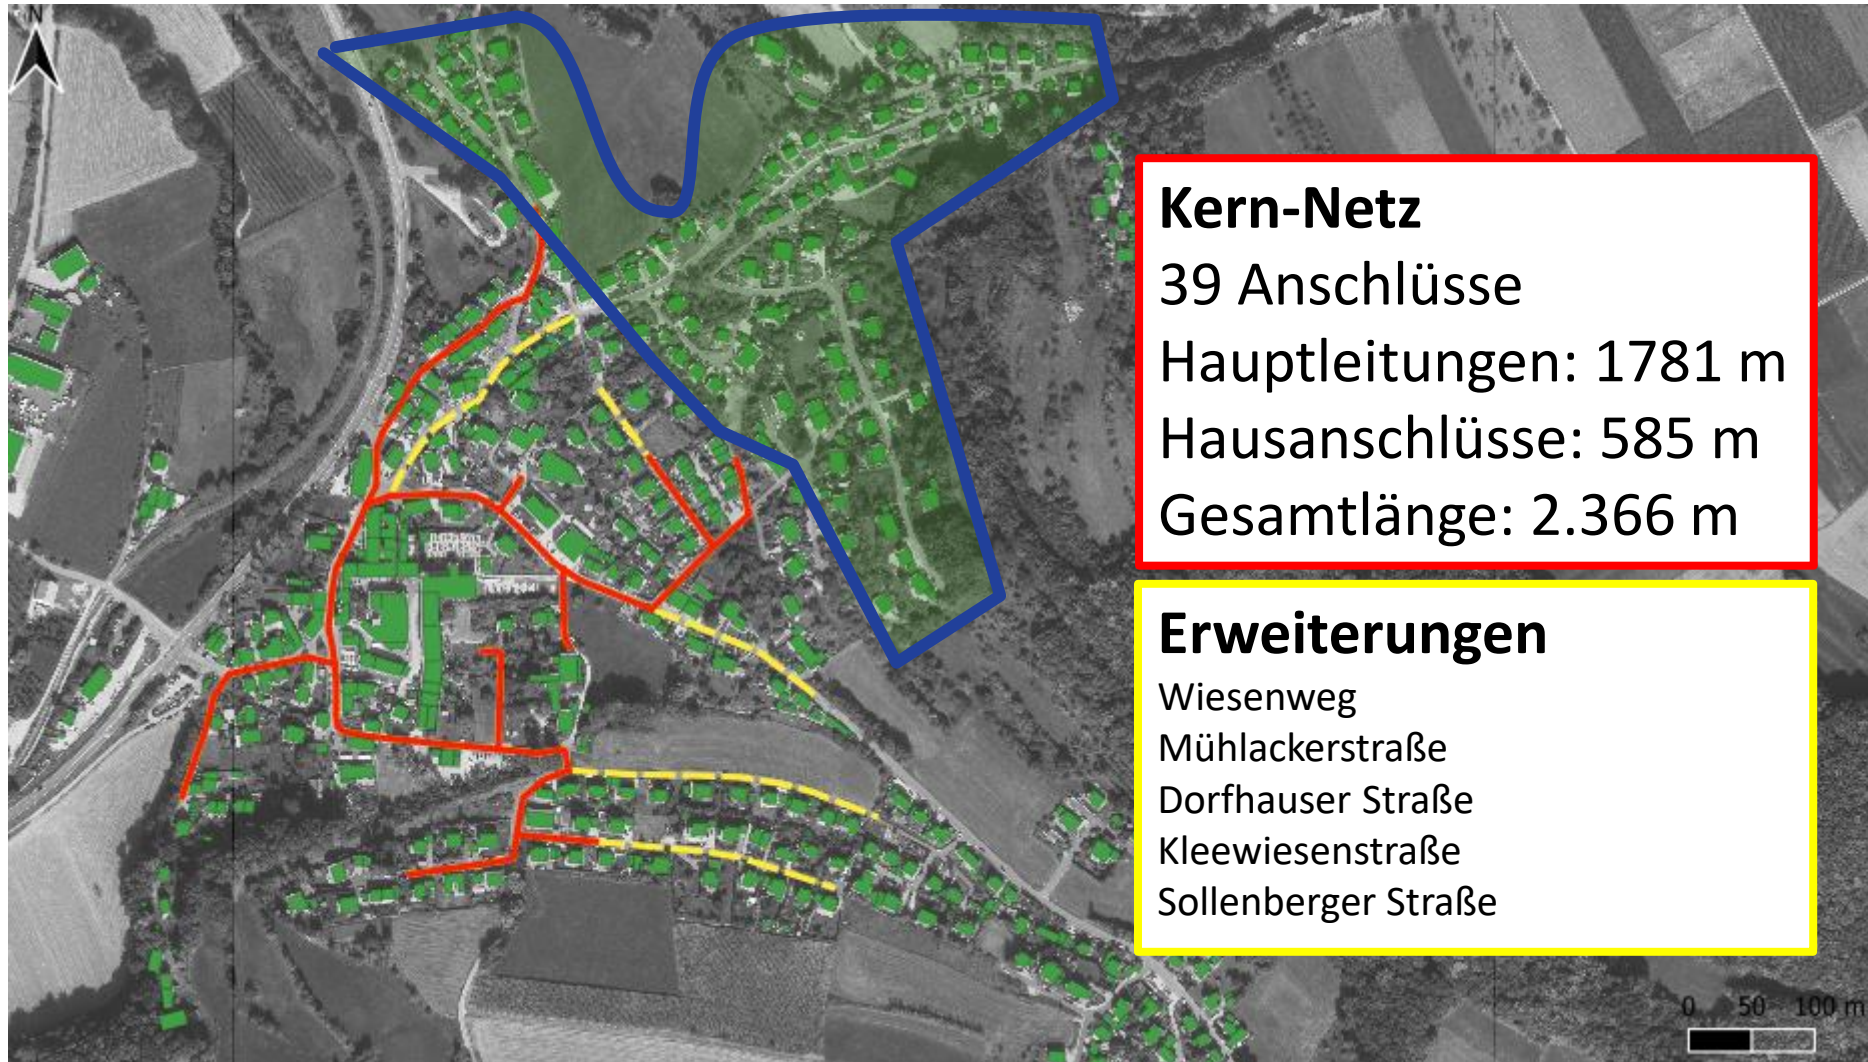 N
Kern-Netz
39 Anschlüsse
Hauptleitungen: 1781 m
Hausanschlüsse: 585 m
Gesamtlänge: 2.366 m
Erweiterungen
Wiesenweg
Mühlackerstraße
Dorfhauser Straße
Kleewiesenstraße
Sollenberger Straße
0 50 100 m